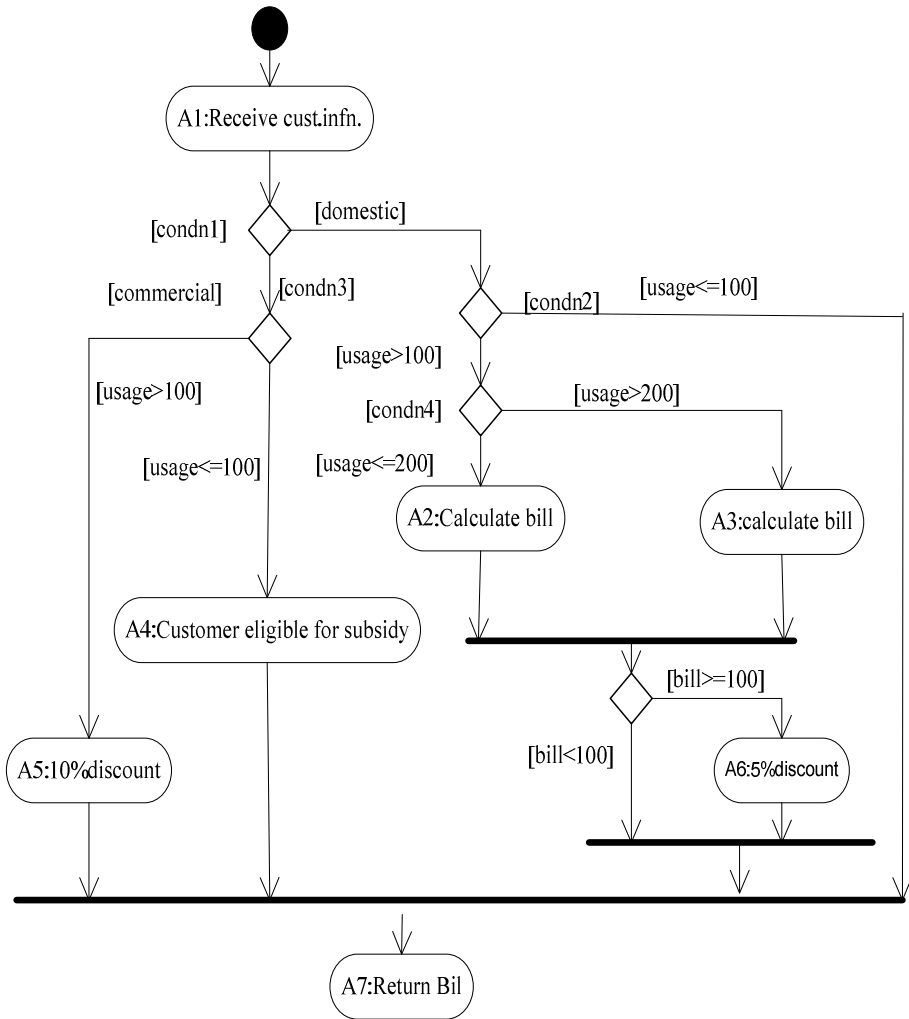 A1:Receive cust.infn.
[domestic]
[condn1]
[commercial]
[condn3]
[usage<=100]
[condn2]
[usage>100]
[usage>100]
[usage>200]
[condn4]
[usage<=100]
[usage<=200]
A2:Calculate bill
A3:calculate bill
A4:Customer eligible for subsidy
[bill>=100]
[bill<100]
A5:10%discount
A6:5%discount
A7:Return Bil